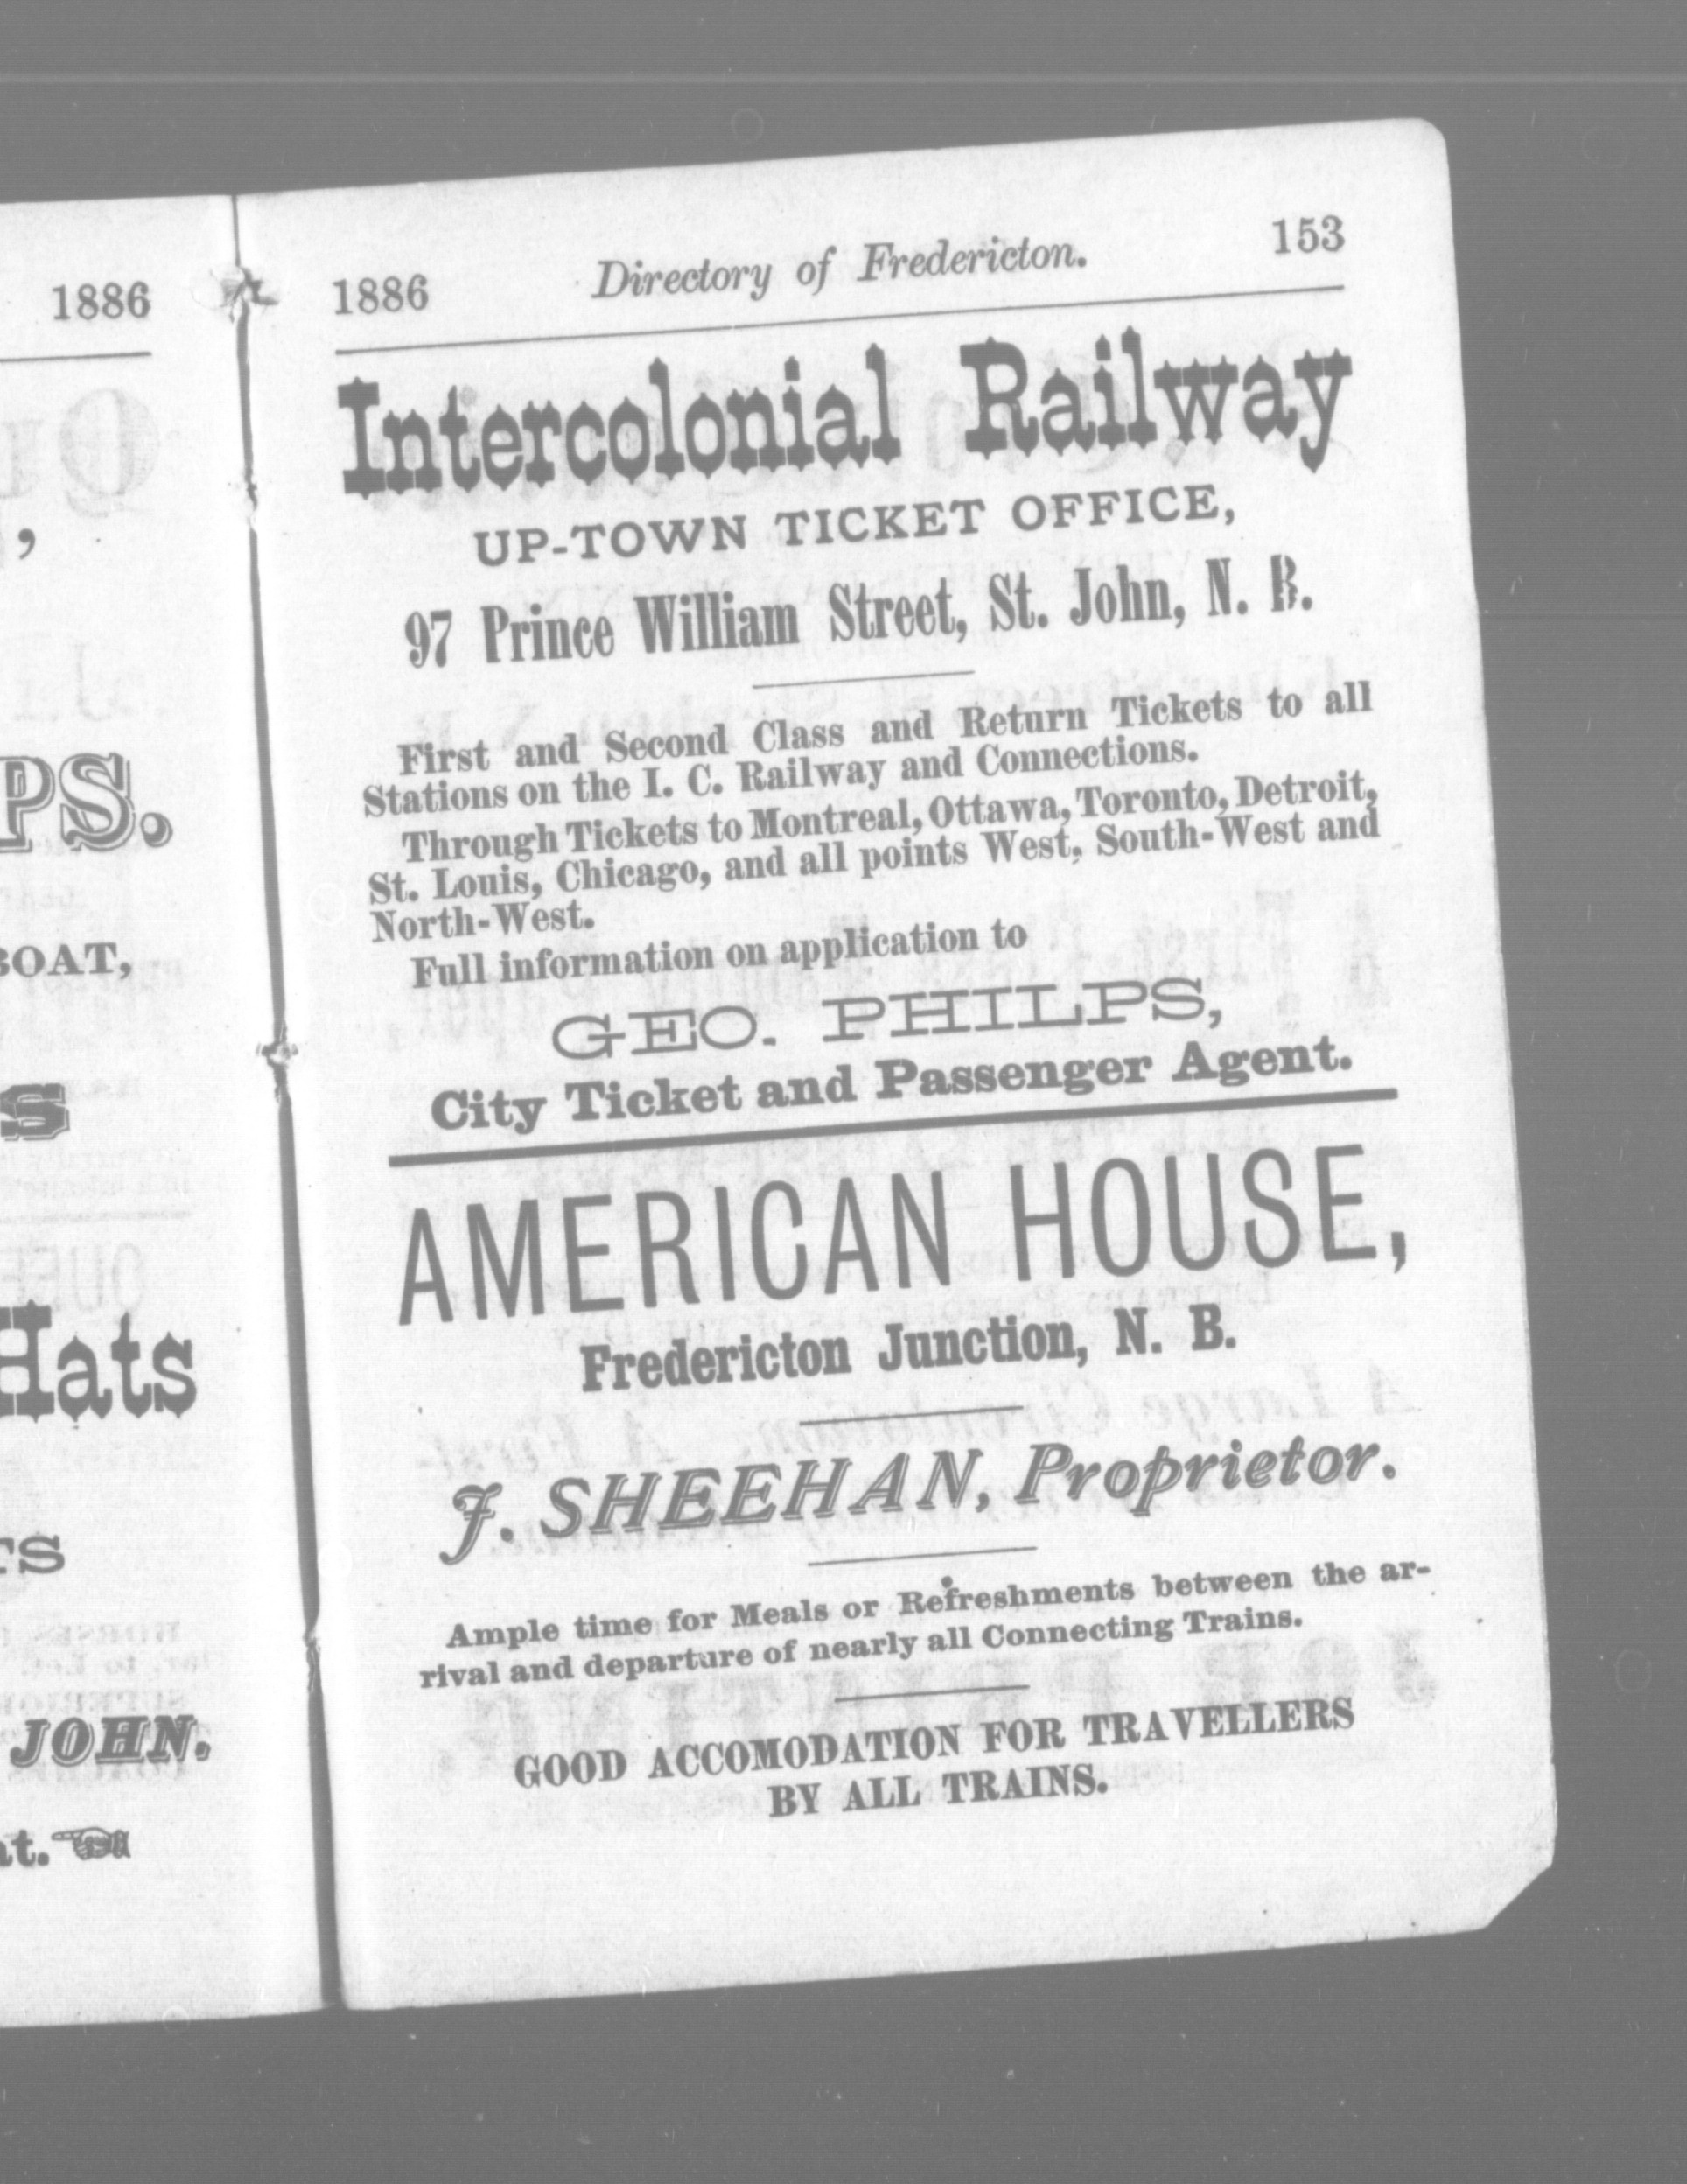 1886
,
PS.
BOAT,
S
Hats
TS
JOHN.
at.
1886 Directory of Fredericton. 153
Intercolonial Railway
UP-TOWN TICKET OFFICE,
97 Prince William Street, St. John, N. B.
First and Second Class and Return Tickets to all
Stations on the I. C. Railway and Connections.
Through Tickets to Montreal, Ottawa, Toronto, Detroit,
St. Louis, Chicago, and all points West, South-West and
North-West.
Full information on application to
GEO. PHILPS,
City Ticket and Passenger Agent.
AMERICAN HOUSE,
Fredericton Junction, N. B.
J. SHEEHAN, Proprietor.
Ample time for Meals or Refreshments between the ar-
rival and departure of nearly all Connecting Trains.
GOOD ACCOMODATION FOR TRAVELLERS
BY ALL TRAINS.